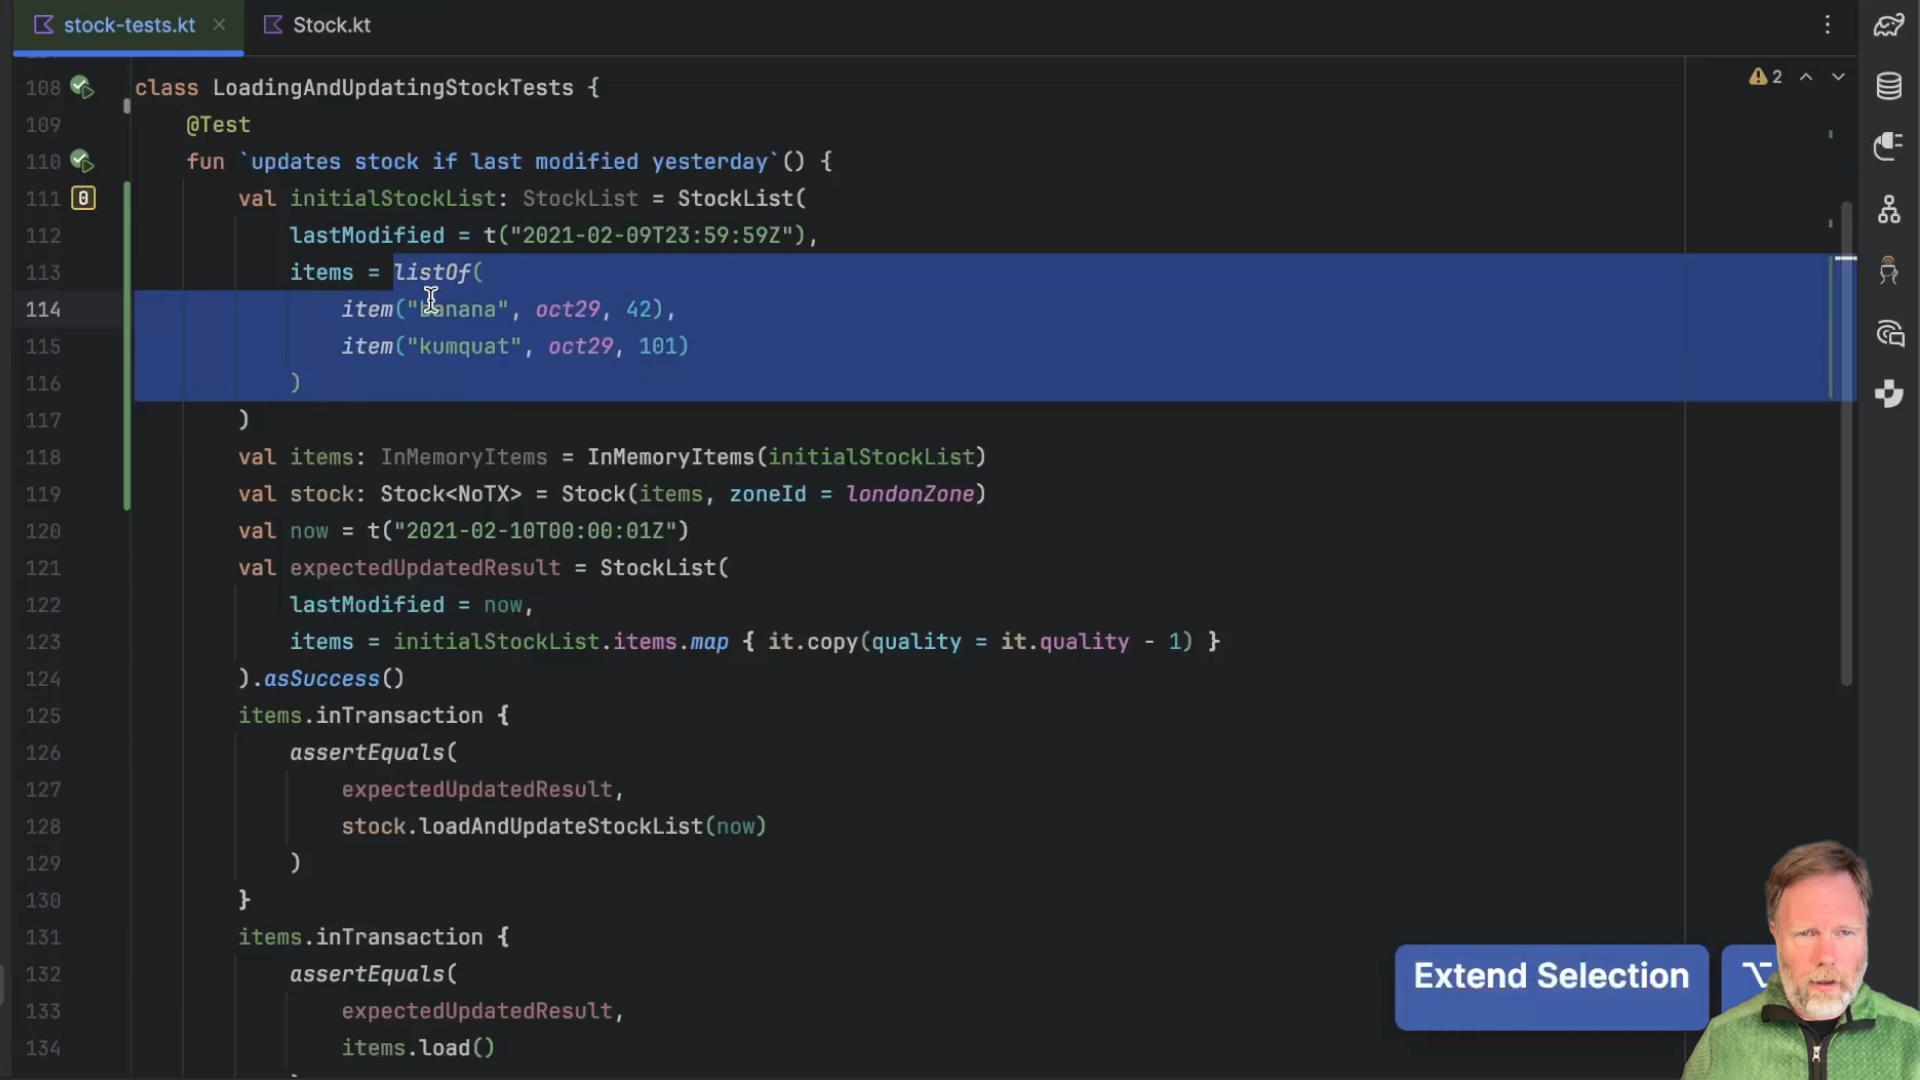 stock-tests.kt
Stock.kt
2
108 class LoadingAndUpdatingStockTests {
109 @Test
110 fun `updates stock if last modified yesterday`() {
111 val initialStockList: StockList = StockList(
112 lastModified = t("2021-02-09T23:59:59Z"),
113 items = listOf(
114 item("banana", oct29, 42),
115 item("kumquat", oct29, 101)
116 )
117 )
118 val items: InMemoryItems = InMemoryItems(initialStockList)
119 val stock: Stock<NoTX> = Stock(items, zoneId = londonZone)
120 val now = t("2021-02-10T00:00:01Z")
121 val expectedUpdatedResult = StockList(
122 lastModified = now,
123 items = initialStockList.items.map { it.copy(quality = it.quality - 1) }
124 ).asSuccess()
125 items.inTransaction {
126 assertEquals(
127 expectedUpdatedResult,
128 stock.loadAndUpdateStockList(now)
129 )
130 }
131 items.inTransaction {
132 assertEquals(
133 expectedUpdatedResult,
134 items.load()
Extend Selection ⌥